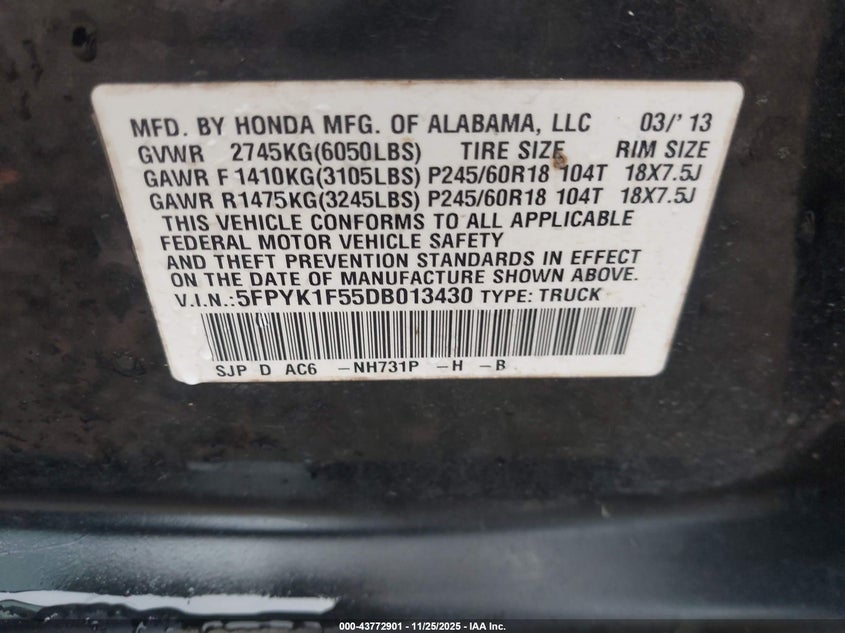 MFD. BY HONDA MFG. OF ALABAMA, LLC 03/'13
GVWR 2745KG(6050LBS) TIRE SIZE RIM SIZE
GAWR F1410KG(3105LBS) P245/60R18 104T 18X7.5J
GAWR R1475KG(3245LBS) P245/60R18 104T 18X7.5J
THIS VEHICLE CONFORMS TO ALL APPLICABLE
FEDERAL MOTOR VEHICLE SAFETY
AND THEFT PREVENTION STANDARDS IN EFFECT
ON THE DATE OF MANUFACTURE SHOWN ABOVE.
V.I.N.:5FPYK1F55DB013430 TYPE: TRUCK
SJP D AC6 -NH731P -H -B
000-43772901 - 11/25/2025 - IAA Inc.